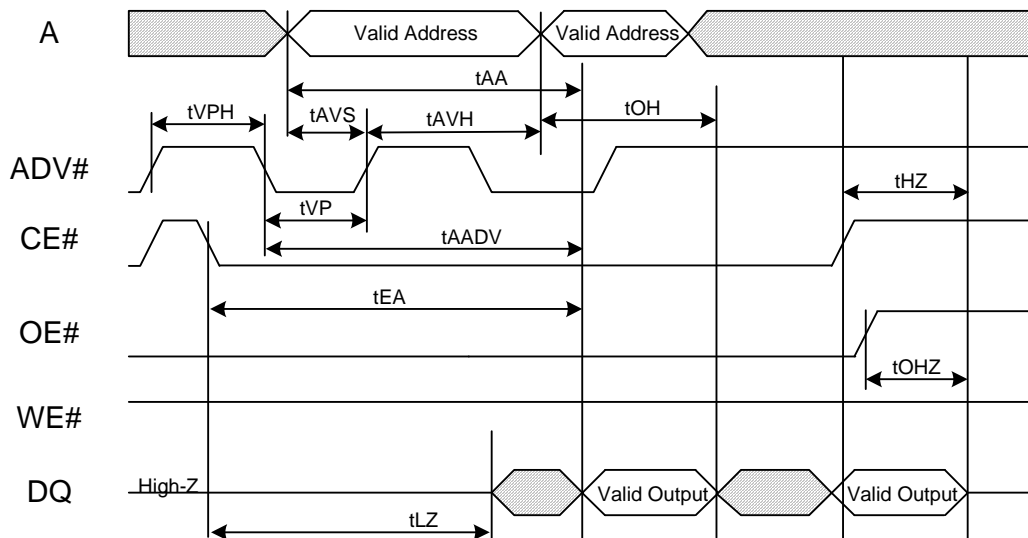 A
Valid Address
Valid Address
tAA
tVPH
tAVS
tAVH
tOH
ADV#
tHZ
tVP
CE#
tAADV
tEA
OE#
tOHZ
WE#
DQ
High-Z
Valid Output
Valid Output
tLZ